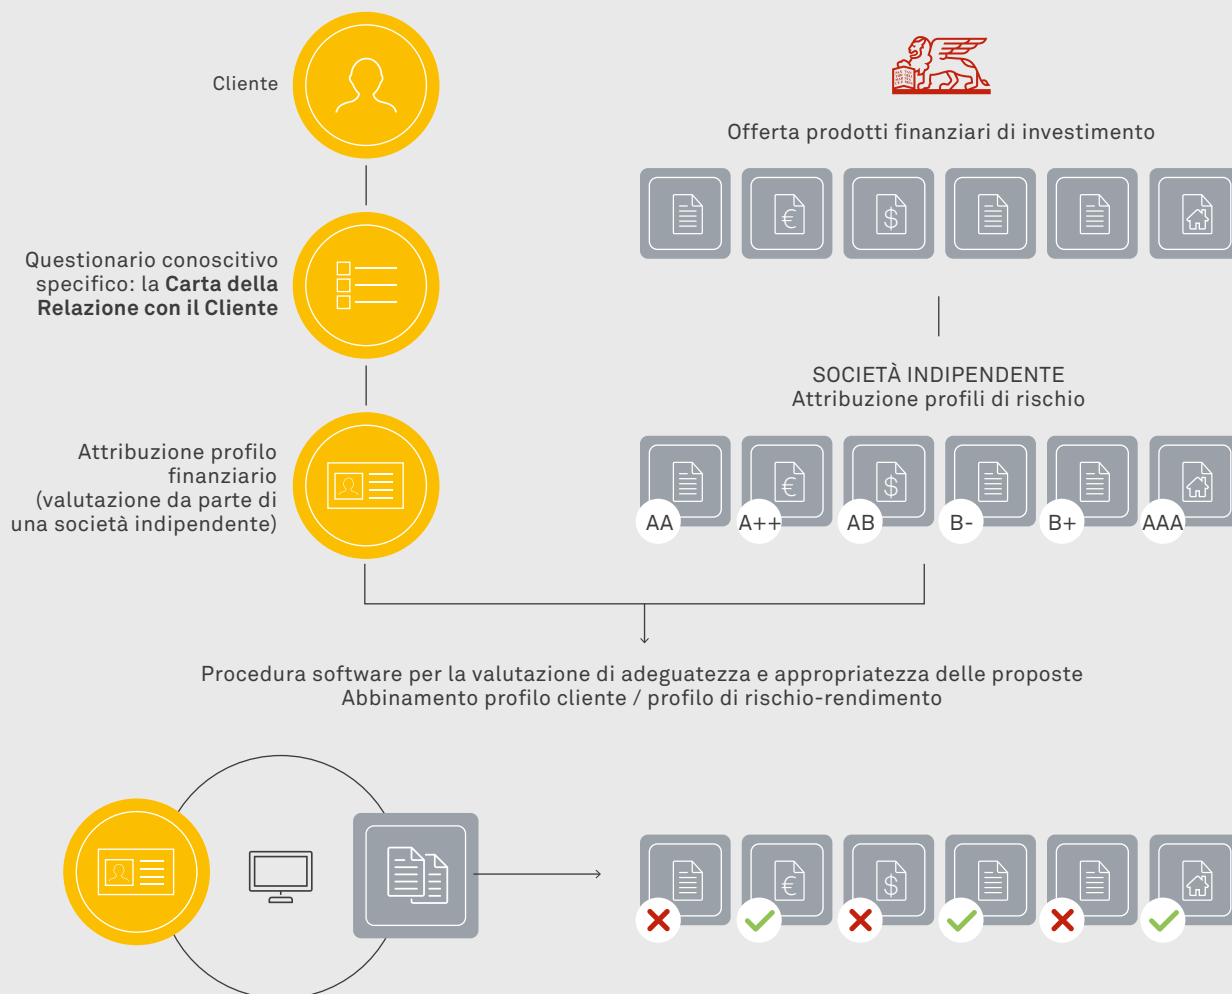 Cliente
Questionario conoscitivo
specifico: la Carta della
Relazione con il Cliente
Attribuzione profilo
finanziario
(valutazione da parte di
una società indipendente)
Offerta prodotti finanziari di investimento
€
$
SOCIETÀ INDIPENDENTE
Attribuzione profili di rischio
€
$
AA
A++
AB
B-
B+
AAA
Procedura software per la valutazione di adeguatezza e appropriatezza delle proposte
Abbinamento profilo cliente / profilo di rischio-rendimento
€
$